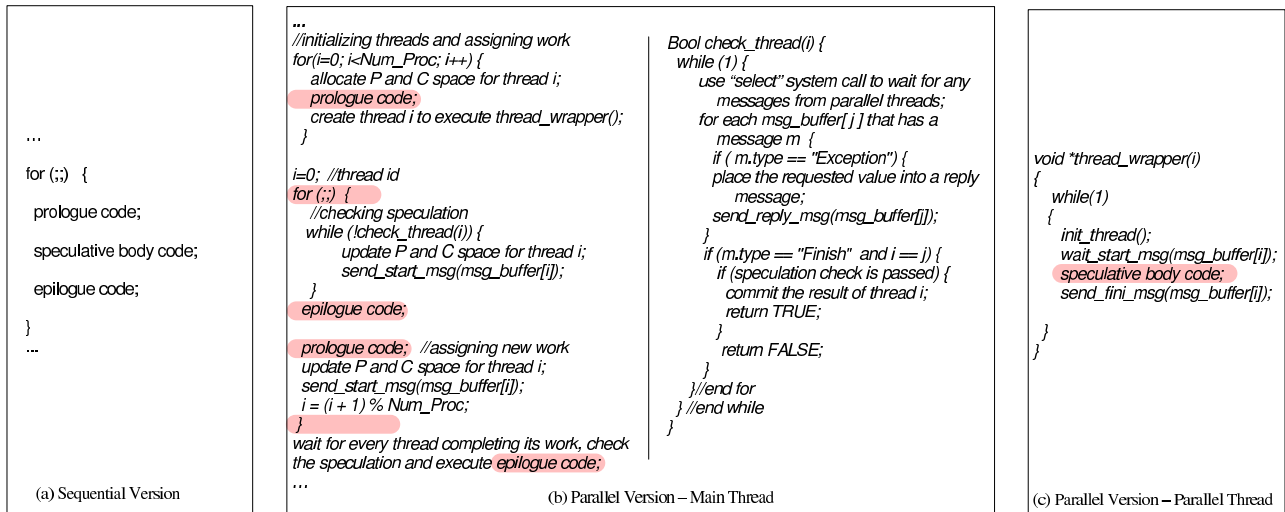 ...
for (;;) {
prologue code;
speculative body code;
epilogue code;
}
...
(a) Sequential Version
...
//initializing threads and assigning work
for(i=0; i<Num_Proc; i++) {
allocate P and C space for thread i;
prologue code;
create thread i to execute thread_wrapper();
}
i=0; //thread id
for (;;) {
//checking speculation
while (!check_thread(i)) {
update P and C space for thread i;
send_start_msg(msg_buffer[i]);
}
epilogue code;
prologue code; //assigning new work
update P and C space for thread i;
send_start_msg(msg_buffer[i]);
i = (i + 1) % Num_Proc;
}
wait for every thread completing its work, check
the speculation and execute epilogue code;
...
Bool check_thread(i) {
while (1) {
use “select” system call to wait for any
messages from parallel threads;
for each msg_buffer[ j ] that has a
message m {
if ( m.type == "Exception") {
place the requested value into a reply
message;
send_reply_msg(msg_buffer[j]);
}
if (m.type == "Finish" and i == j) {
if (speculation check is passed) {
commit the result of thread i;
return TRUE;
}
return FALSE;
}
}//end for
} //end while
}
(b) Parallel Version – Main Thread
void *thread_wrapper(i)
{
while(1)
{
init_thread();
wait_start_msg(msg_buffer[i]);
speculative body code;
send_fini_msg(msg_buffer[i]);
}
}
(c) Parallel Version – Parallel Thread